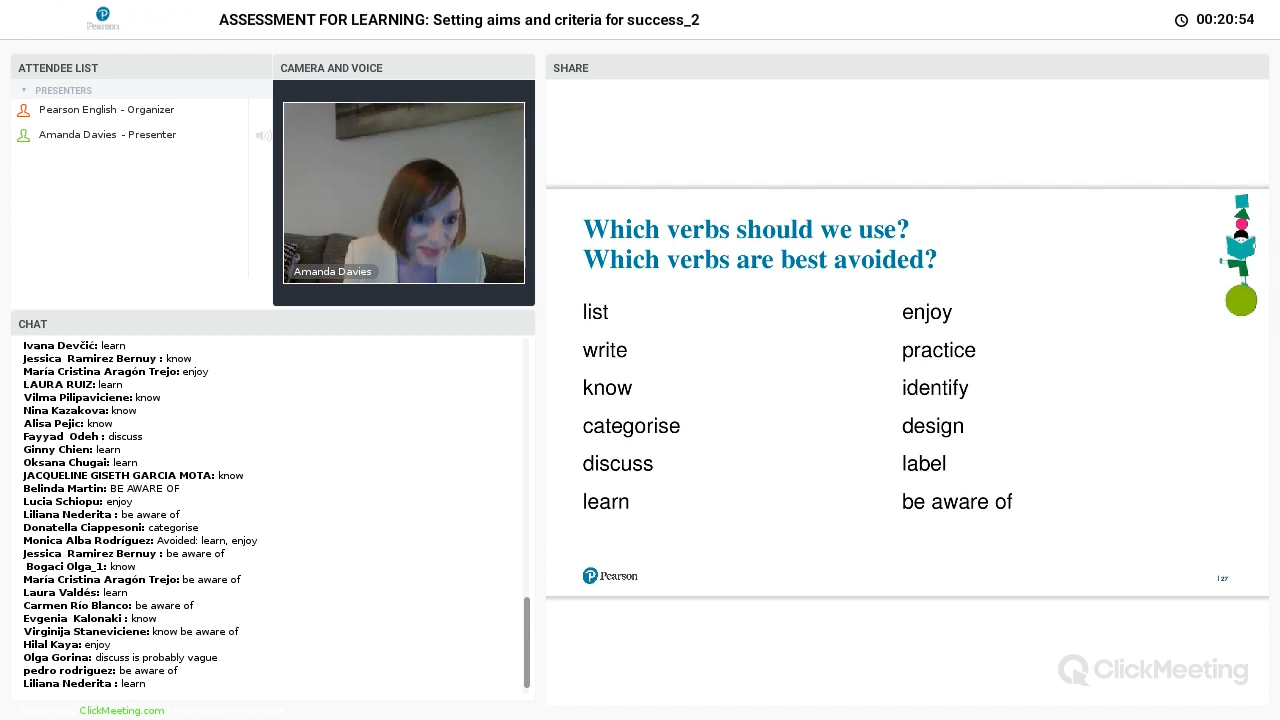 Pearson
ASSESSMENT FOR LEARNING: Setting aims and criteria for success_2
00:20:54
ATTENDEE LIST
PRESENTERS
Pearson English - Organizer
Amanda Davies - Presenter
CAMERA AND VOICE
Amanda Davies
CHAT
Ivana Devčić: learn
Jessica Ramirez Bernuy : know
María Cristina Aragón Trejo: enjoy
LAURA RUIZ: learn
Vilma Pilipaviciene: know
Nina Kazakova: know
Alisa Pejic: know
Fayyad Odeh : discuss
Ginny Chien: learn
Oksana Chugai: learn
JACQUELINE GISETH GARCIA MOTA: know
Belinda Martin: BE AWARE OF
Lucia Schiopu: enjoy
Liliana Nederita : be aware of
Donatella Ciappesoni: categorise
Monica Alba Rodríguez: Avoided: learn, enjoy
Jessica Ramirez Bernuy : be aware of
Bogaci Olga_1: know
María Cristina Aragón Trejo: be aware of
Laura Valdés: learn
Carmen Río Blanco: be aware of
Evgenia Kalonaki : know
Virginija Staneviciene: know be aware of
Hilal Kaya: enjoy
Olga Gorina: discuss is probably vague
pedro rodriguez: be aware of
Liliana Nederita : learn
ClickMeeting.com
SHARE
Which verbs should we use?
Which verbs are best avoided?
list
write
know
categorise
discuss
learn
enjoy
practice
identify
design
label
be aware of
Pearson
| 27
ClickMeeting